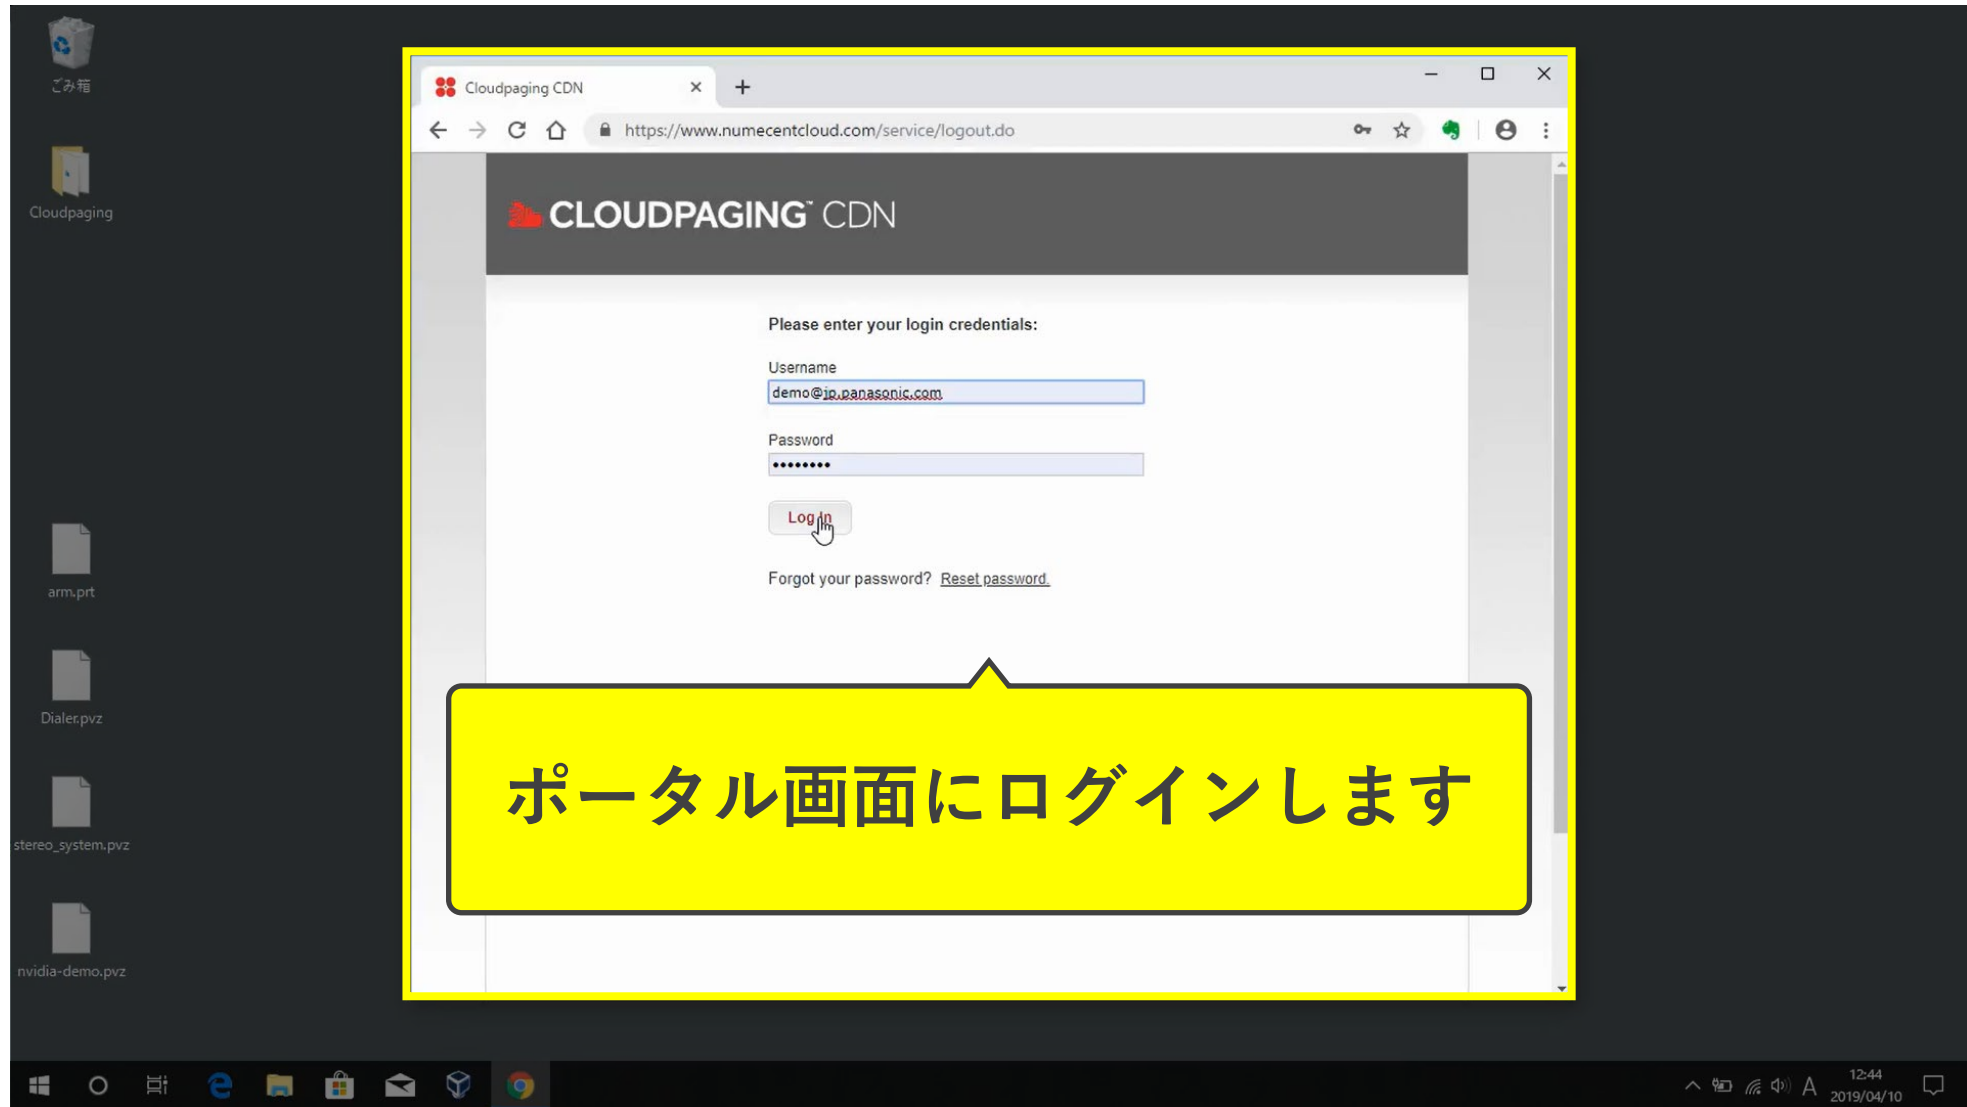 ごみ箱
Cloudpaging
arm.prt
Dialer.pvz
stereo_system.pvz
nvidia-demo.pvz
Cloudpaging CDN
https://www.numecentcloud.com/service/logout.do
CLOUDPAGING™ CDN
Please enter your login credentials:
Username
demo@jp.panasonic.com
Password
••••••••
Log In
Forgot your password? Reset password.
ポータル画面にログインします
A
12:44
2019/04/10